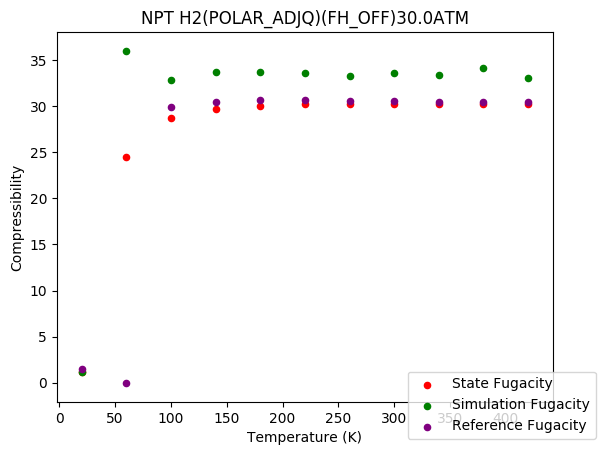 NPT H2(POLAR_ADJQ)(FH_OFF)30.0ATM
Compressibility
35
30
25
20
15
10
5
0
0 50 100 150 200 250 300 350 400
Temperature (K)
State Fugacity
Simulation Fugacity
Reference Fugacity